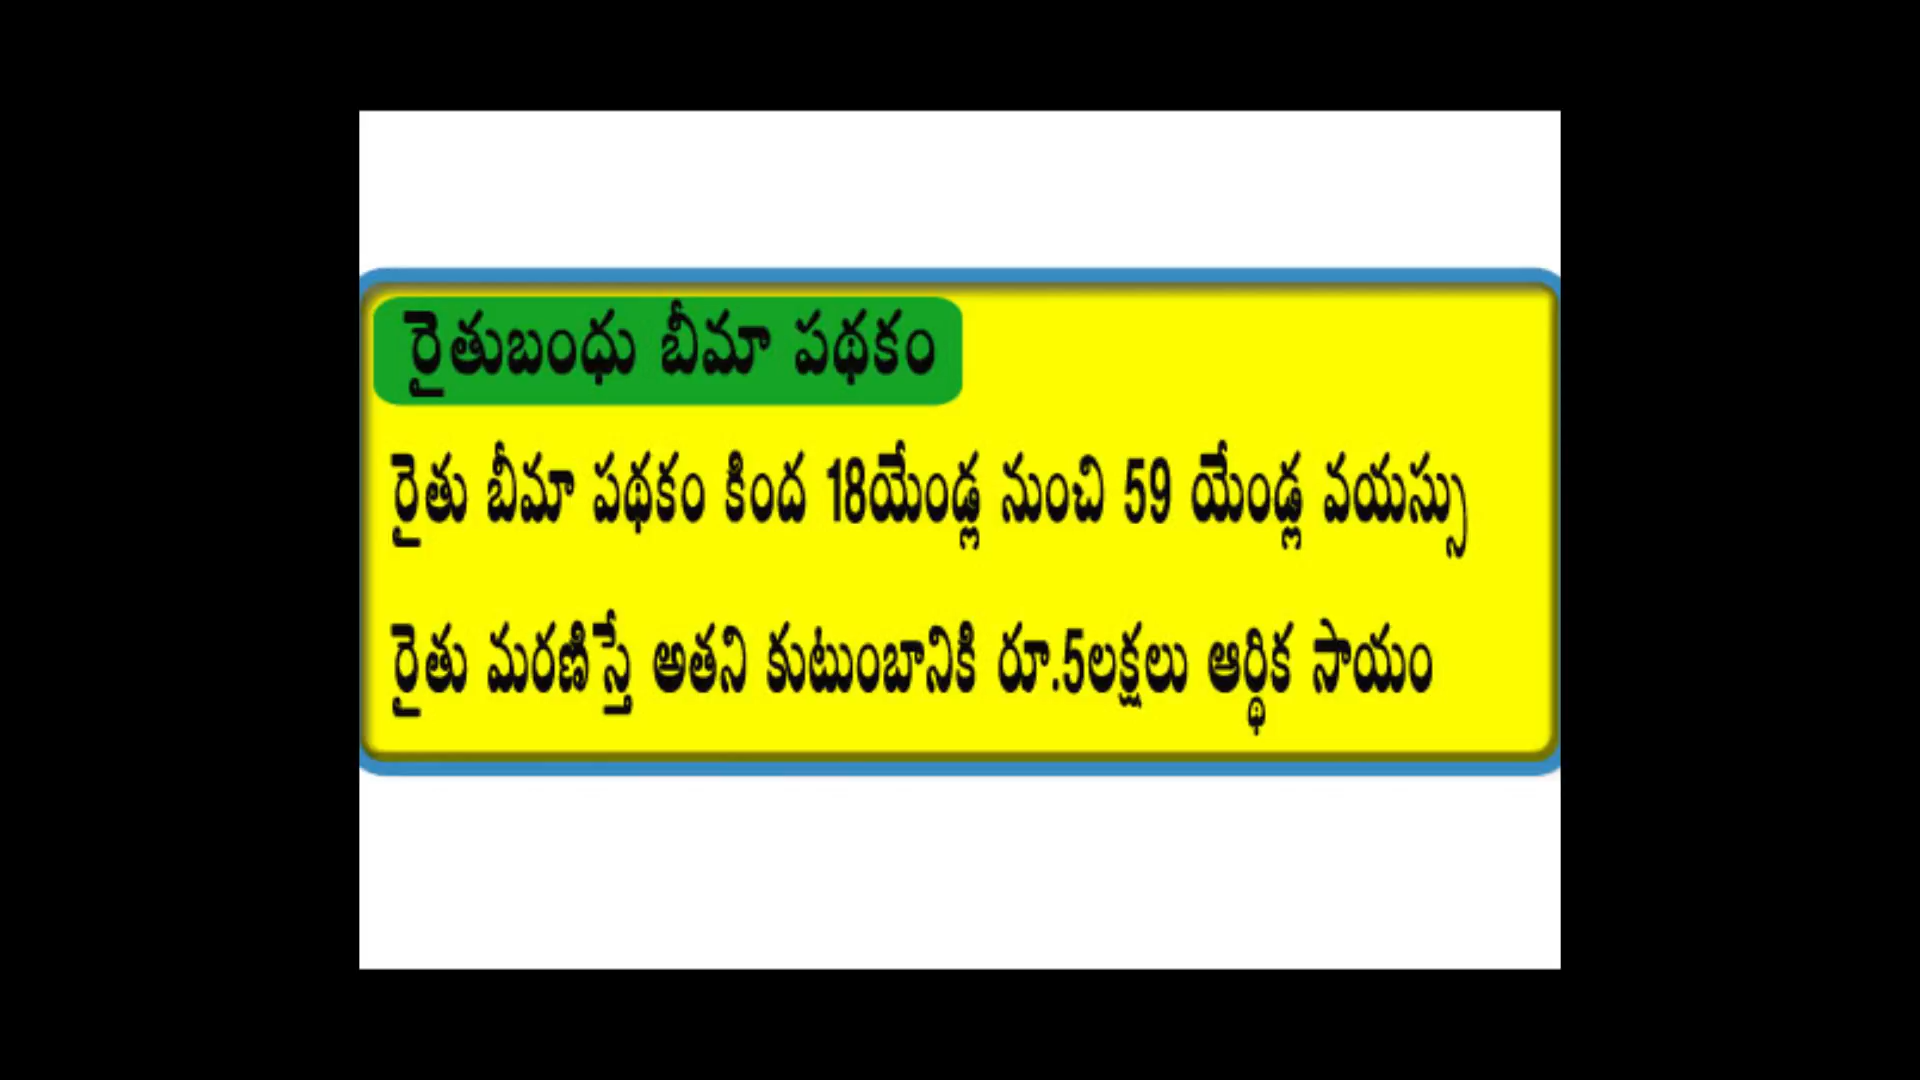 రైతుబంధు బీమా పథకం
రైతు బీమా పథకం కింద 18యేండ్ల నుంచి 59 యేండ్ల వయస్సు
రైతు మరణిస్తే అతని కుటుంబానికి రూ.5లక్షలు ఆర్థిక సాయం